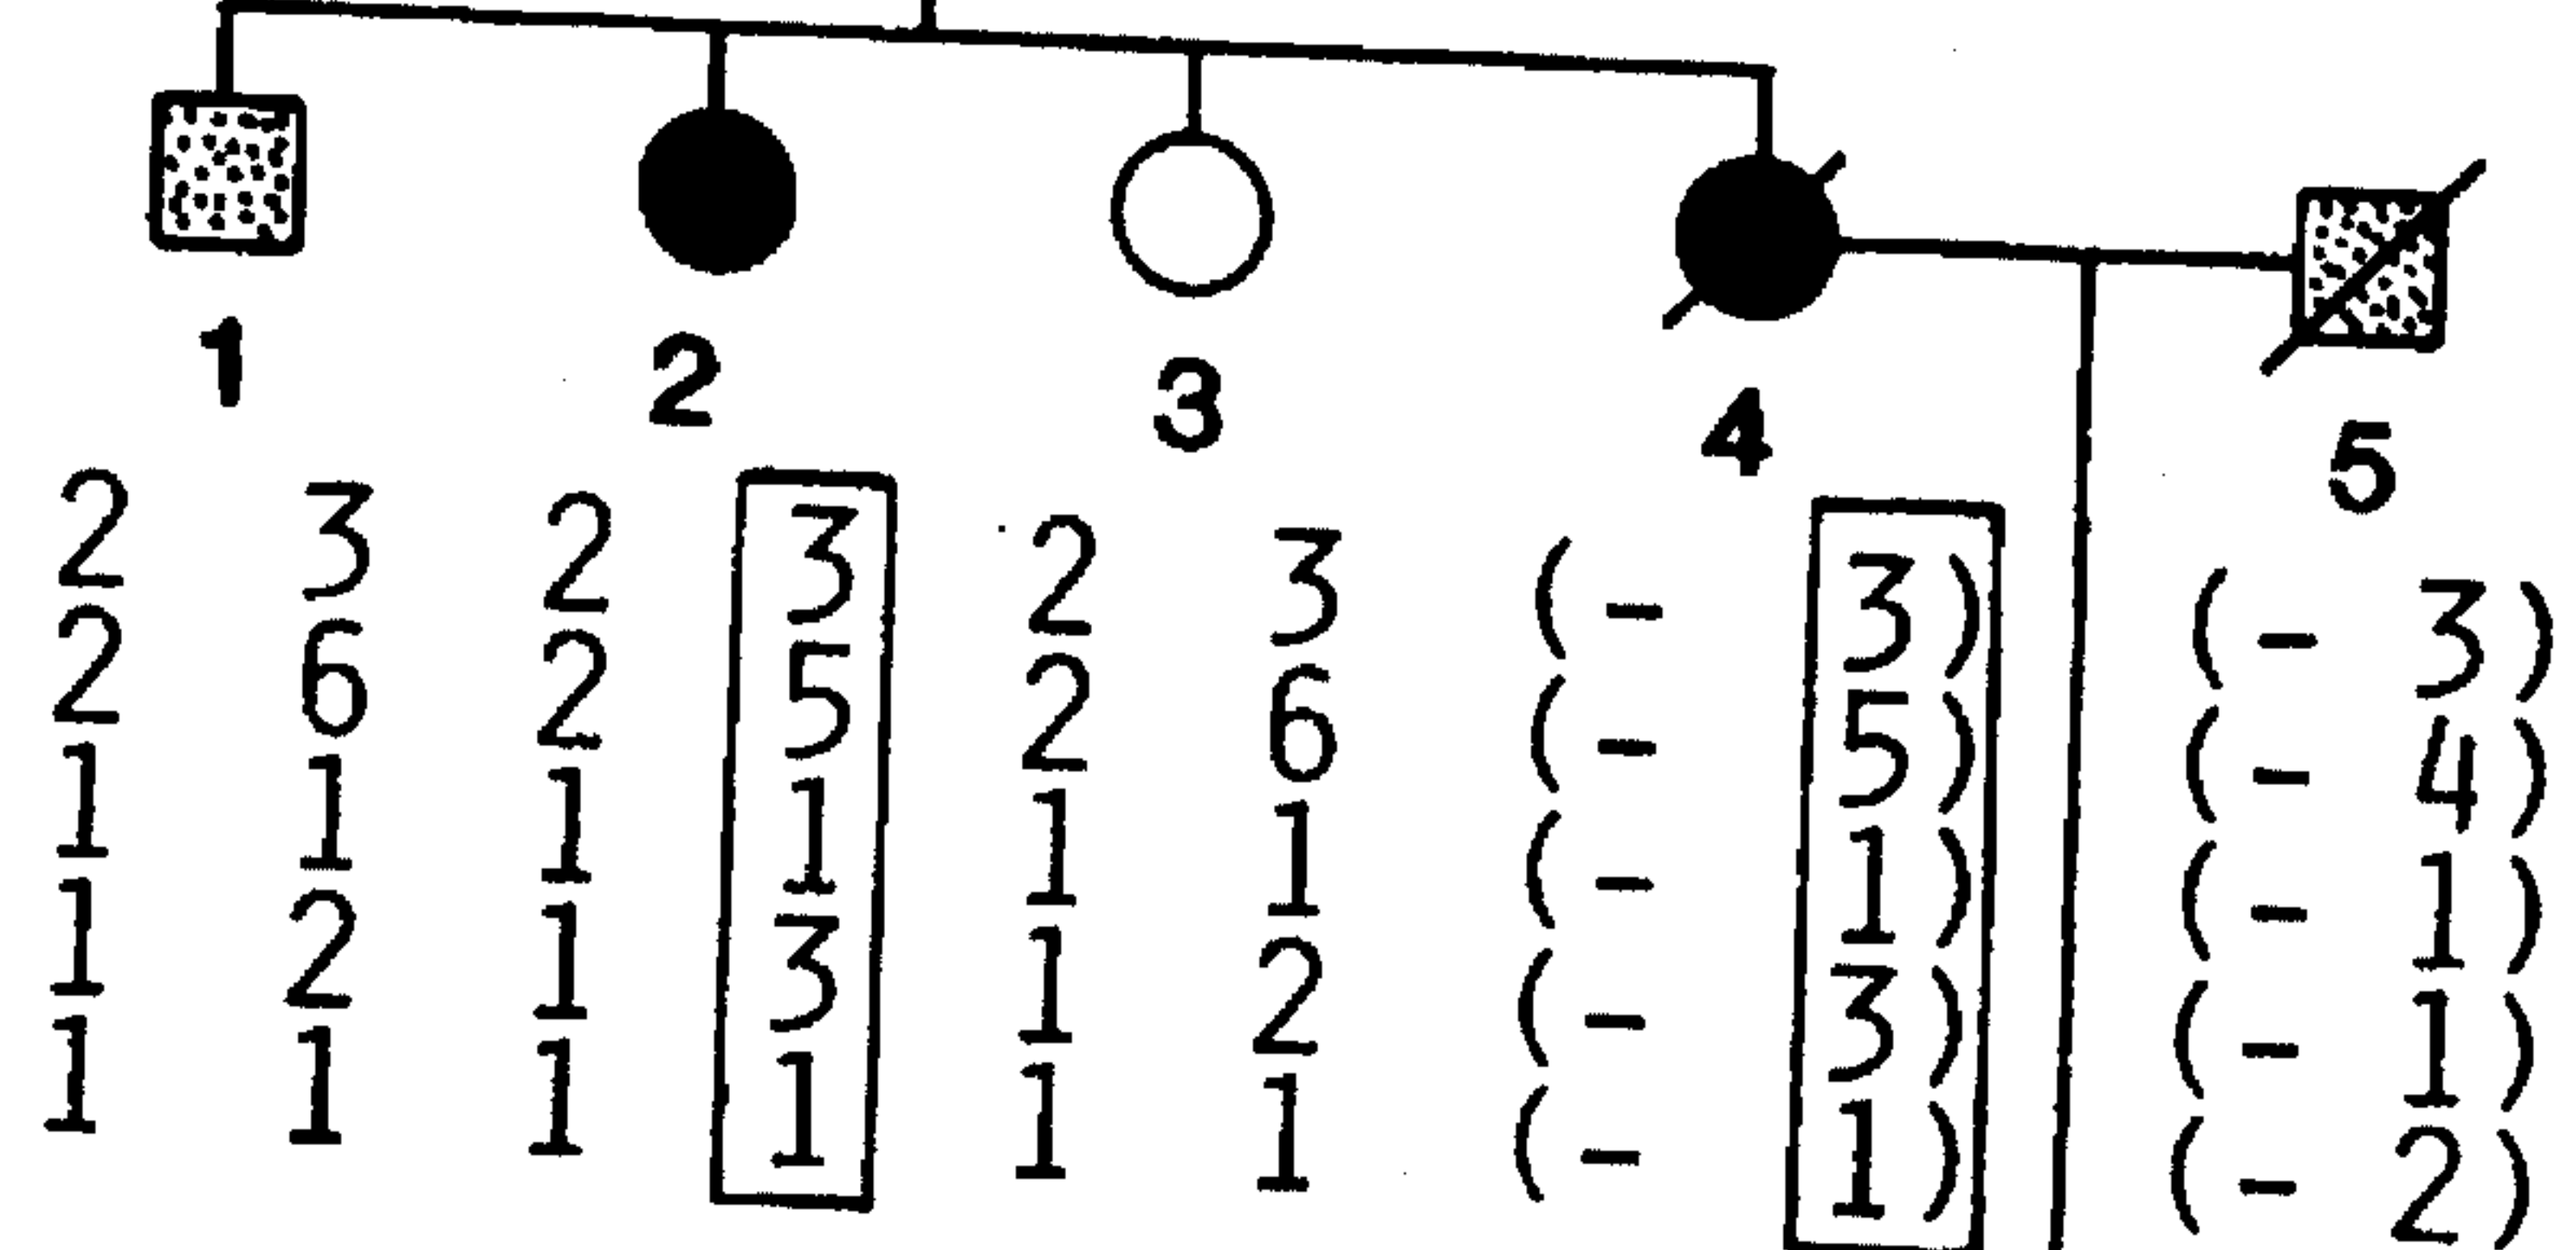 1 2 3 4 5
2 3 2 3 2 3 (- 3) (- 3)
2 6 2 5 2 6 (- 5) (- 4)
1 1 1 1 1 1 (- 1) (- 1)
1 2 1 3 1 2 (- 3) (- 1)
1 1 1 1 1 1 (- 1) (- 2)